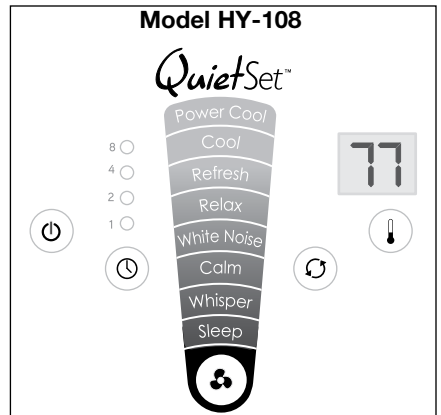 Model HY-108
QuietSet™
Power Cool
Cool
Refresh
Relax
White Noise
Calm
Whisper
Sleep
8
4
2
1
77